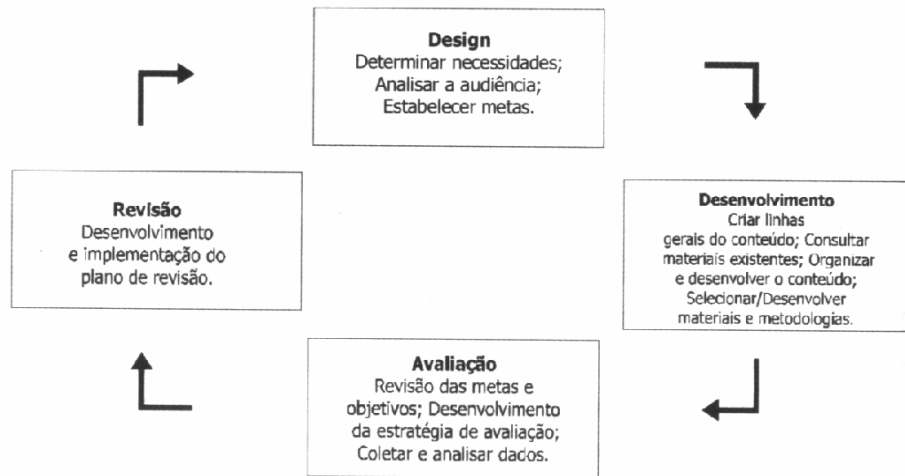 Design
Determinar necessidades;
Analisar a audiência;
Estabelecer metas.
Revisão
Desenvolvimento
e implementação do
plano de revisão.
Desenvolvimento
Criar linhas
gerais do conteúdo; Consultar
materiais existentes; Organizar
e desenvolver o conteúdo;
Selecionar/Desenvolver
materiais e metodologias.
Avaliação
Revisão das metas e
objetivos; Desenvolvimento
da estratégia de avaliação;
Coletar e analisar dados.